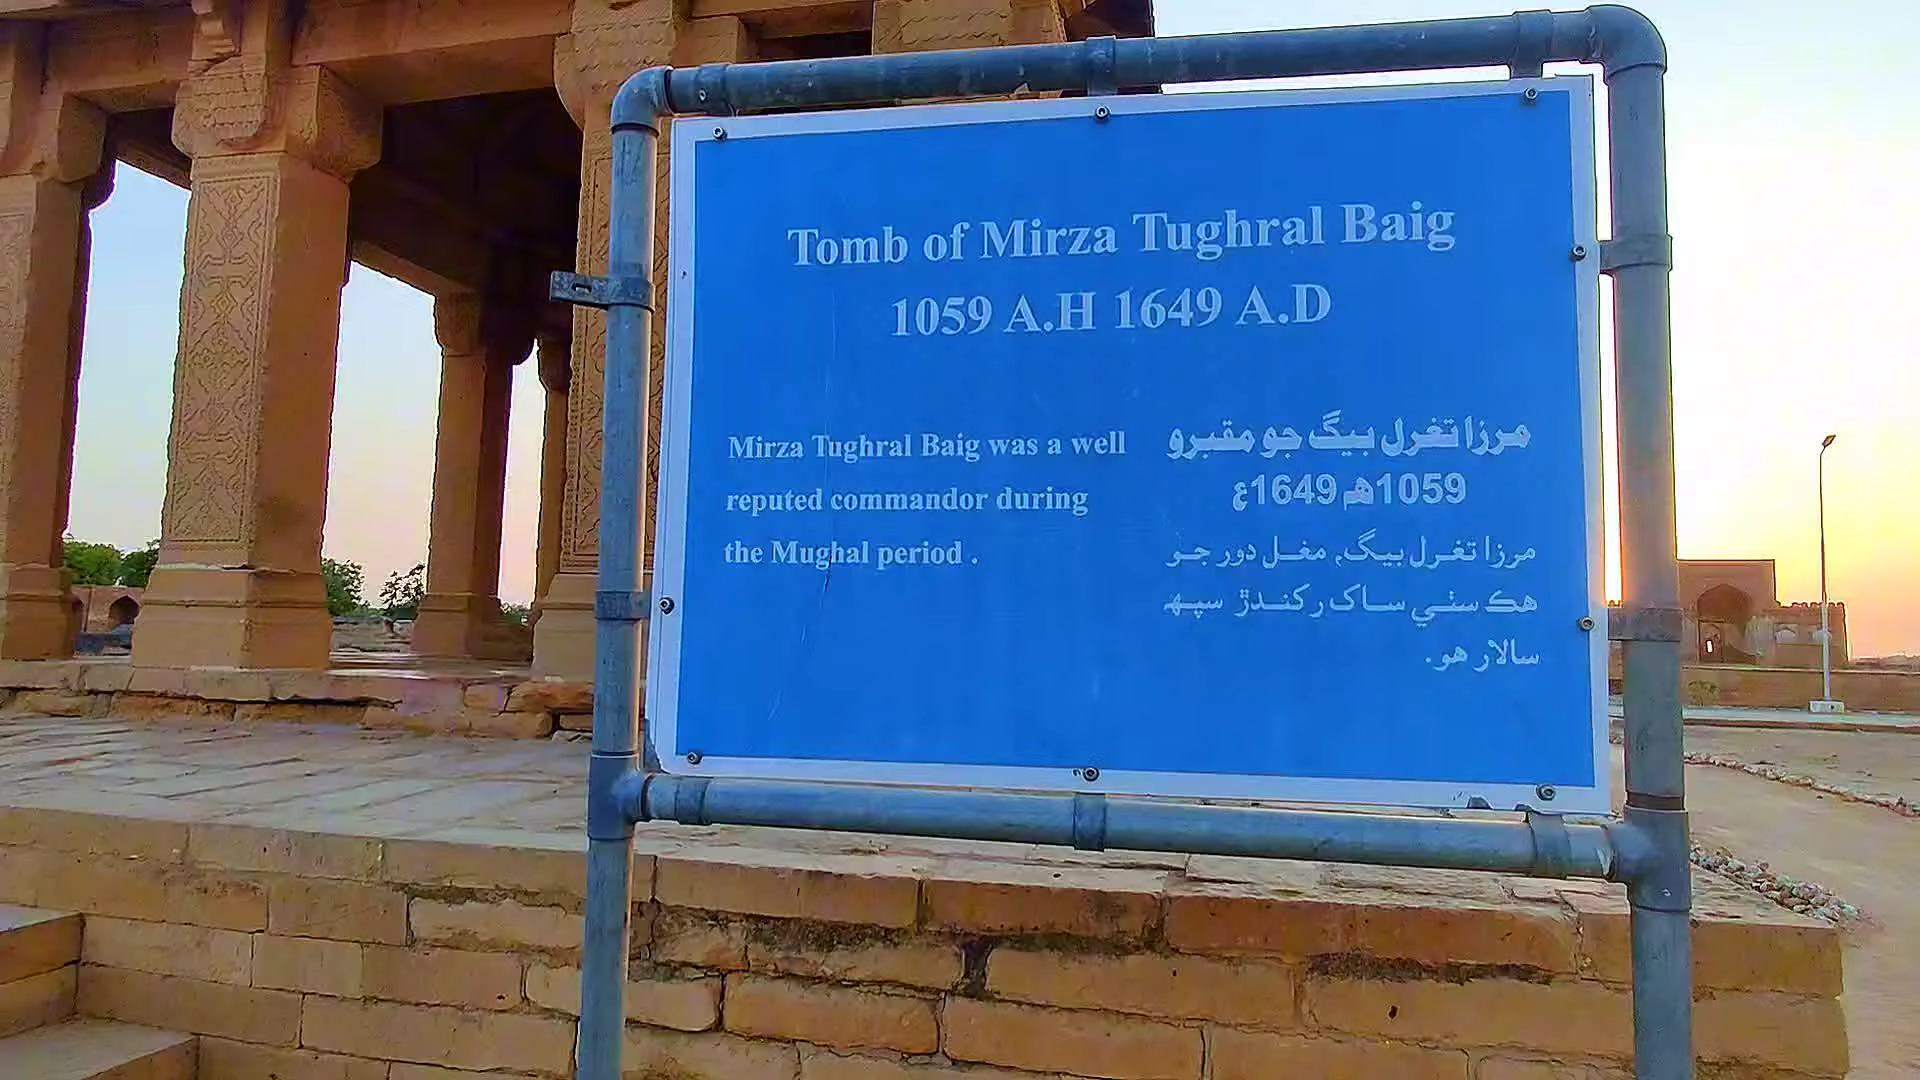 Tomb of Mirza Tughral Baig
1059 A.H 1649 A.D
Mirza Tughral Baig was a well
reputed commandor during
the Mughal period .
مرزا تغرل بيگ جو مقبرو
1059هه 1649ع
مرزا تغرل بيگ، مغل دور جو
هڪ سٺي ساک رکندڙ سپهه
سالار هو.